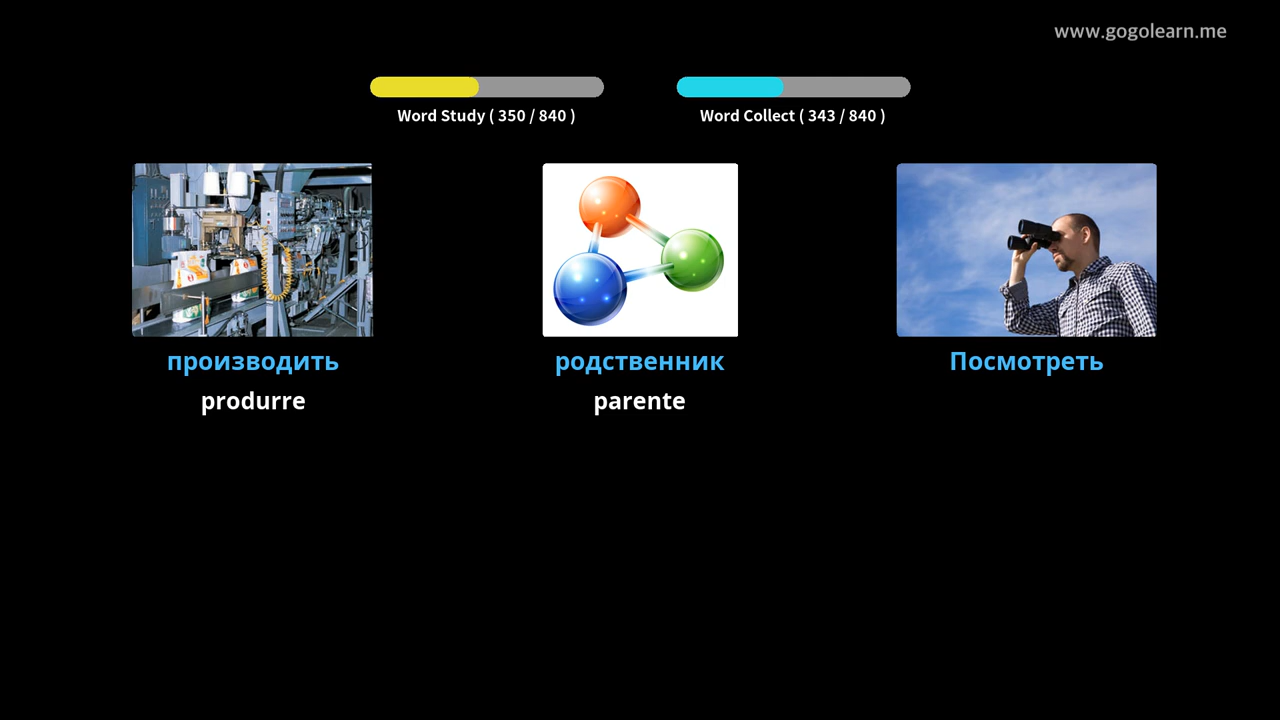 www.gogolearn.me
Word Study ( 350 / 840 )
Word Collect ( 343 / 840 )
производить
родственник
Посмотреть
produrre
parente